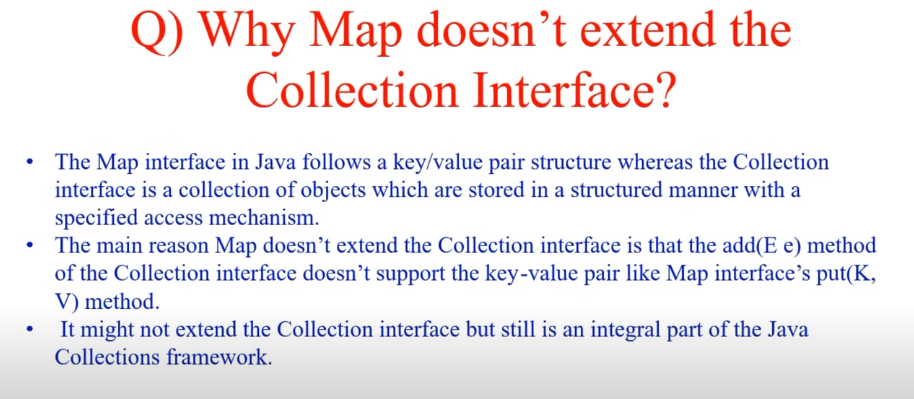 Q) Why Map doesn’t extend the
Collection Interface?
• The Map interface in Java follows a key/value pair structure whereas the Collection
interface is a collection of objects which are stored in a structured manner with a
specified access mechanism.
• The main reason Map doesn’t extend the Collection interface is that the add(E e) method
of the Collection interface doesn’t support the key-value pair like Map interface’s put(K,
V) method.
• It might not extend the Collection interface but still is an integral part of the Java
Collections framework.